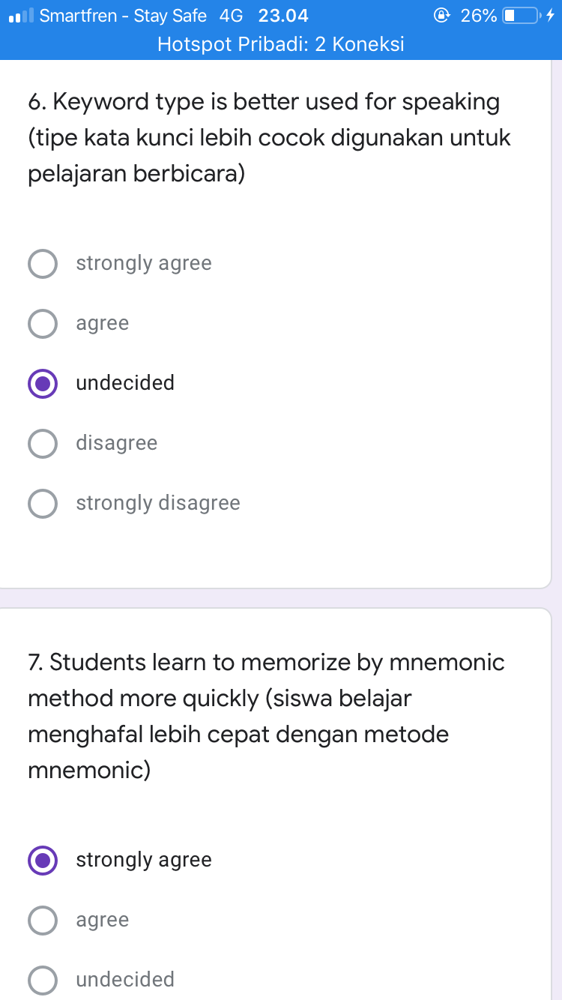 Smartfren - Stay Safe 4G 23.04 26%
Hotspot Pribadi: 2 Koneksi
6. Keyword type is better used for speaking
(tipe kata kunci lebih cocok digunakan untuk
pelajaran berbicara)
strongly agree
agree
undecided
disagree
strongly disagree
7. Students learn to memorize by mnemonic
method more quickly (siswa belajar
menghafal lebih cepat dengan metode
mnemonic)
strongly agree
agree
undecided